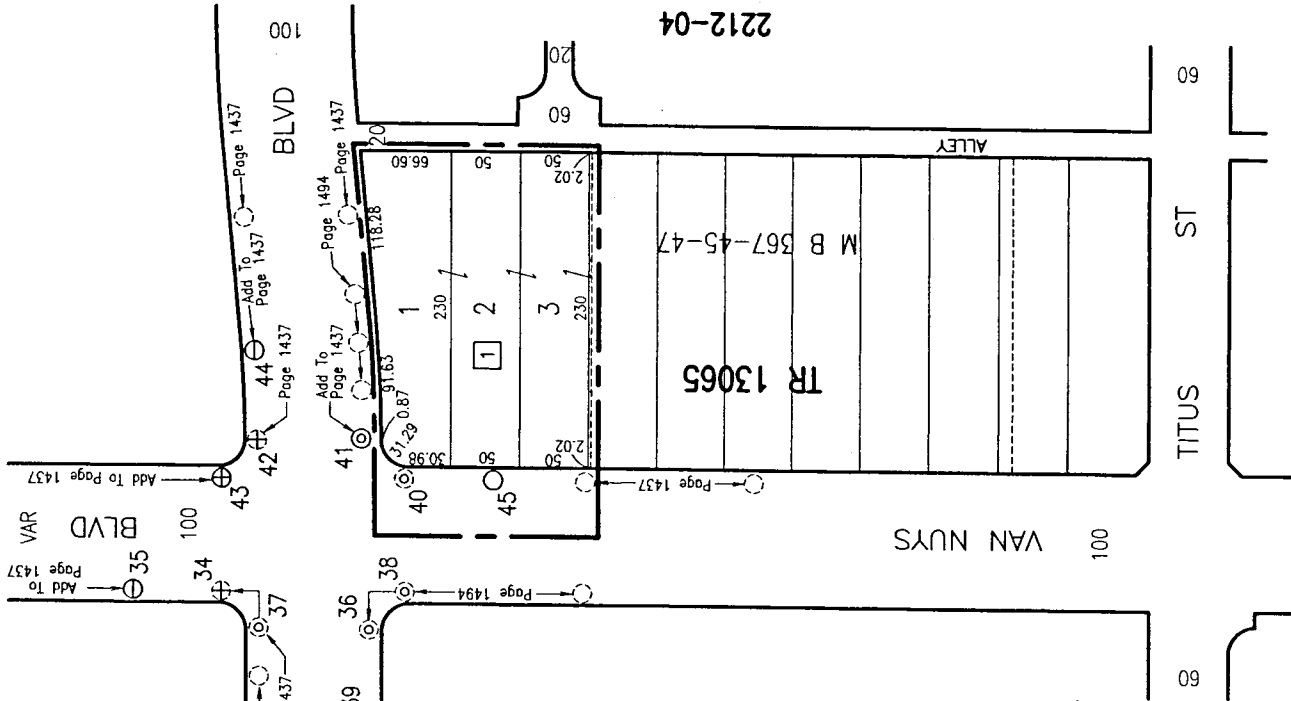 2212-04
100
BLVD
20
60
60
ALLEY
20
Page 1437
Page 1437
Page 1494
Add To
Page 1437
Page 1437
Add To
Page 1437
44
42
41
43
Add To Page 1437
66.60
50
50
2.02
118.28
M B 367-45-47
ST
1
2
3
230
230
1
TR 13065
91.63
0.87
31.29
30.98
50
50
2.02
TITUS
40
45
Page 1437
VAR
BLVD
100
VAN NUYS
100
Add To
Page 1437
35
34
37
38
36
Page 1494
437
39
60